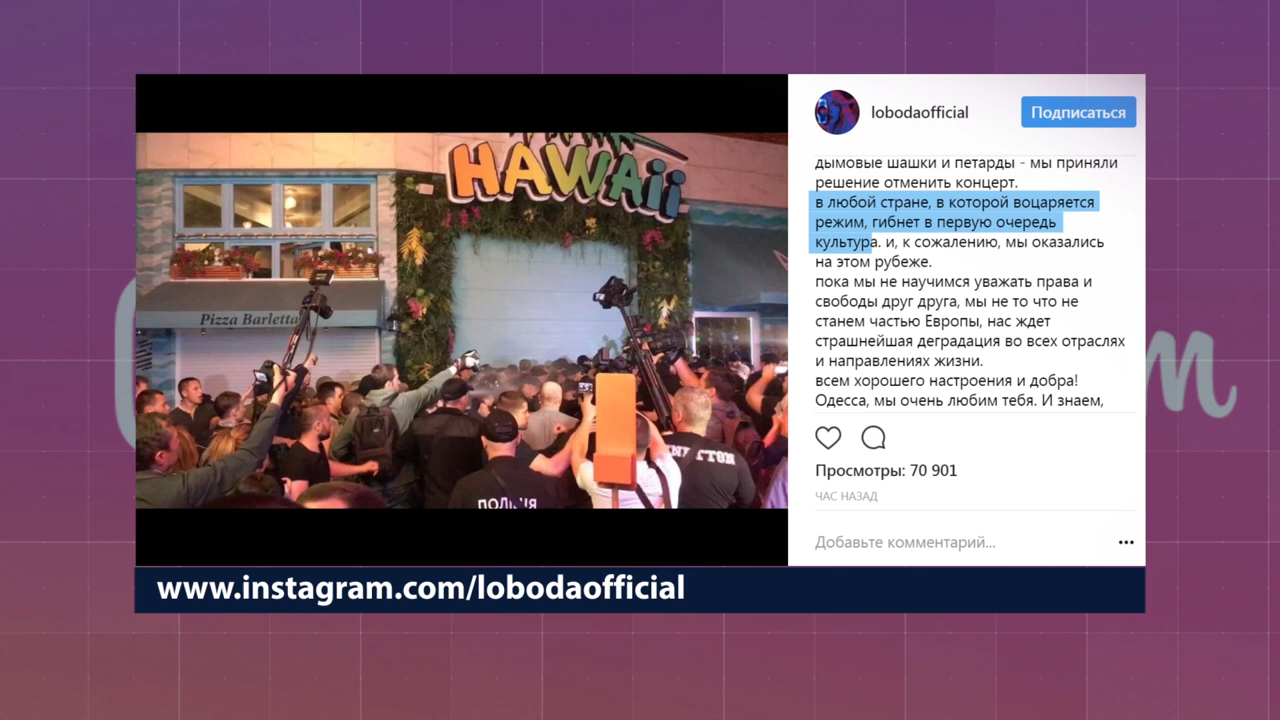 HAWAii
Pizza Barletta
ПОЛІЦІЯ
lobodaofficial
Подписаться
дымовые шашки и петарды - мы приняли
решение отменить концерт.
в любой стране, в которой воцаряется
режим, гибнет в первую очередь
культура. и, к сожалению, мы оказались
на этом рубеже.
пока мы не научимся уважать права и
свободы друг друга, мы не то что не
станем частью Европы, нас ждет
страшнейшая деградация во всех отраслях
и направлениях жизни.
всем хорошего настроения и добра!
Одесса, мы очень любим тебя. И знаем,
Просмотры: 70 901
ЧАС НАЗАД
Добавьте комментарий...
www.instagram.com/lobodaofficial